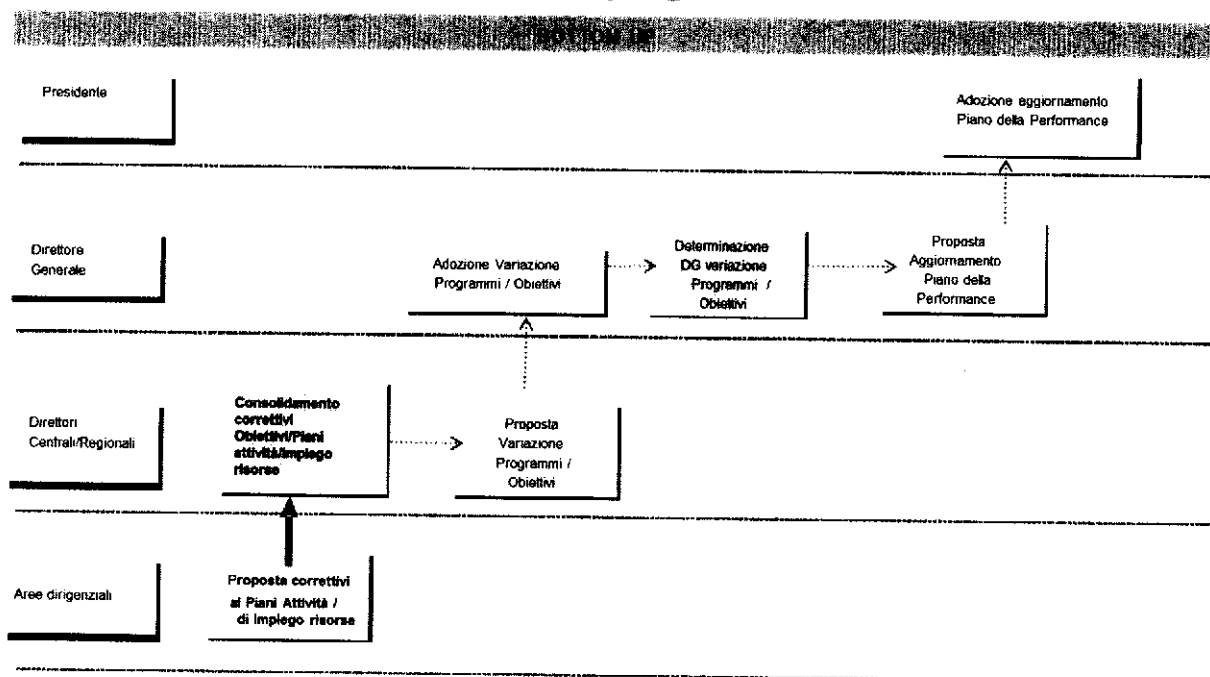 BOTTOM UP
Presidente
Adozione aggiornamento
Piano della Performance
Direttore
Generale
Adozione Variazione
Programmi / Obiettivi
Determinazione
DG variazione
Programmi /
Obiettivi
Proposta
Aggiornamento
Piano della
Performance
Direttori
Centrali/Regionali
Consolidamento
correttivi
Obiettivi/Piani
attività/Impiego
risorse
Proposta
Variazione
Programmi /
Obiettivi
Aree dirigenziali
Proposta correttivi
ai Piani Attività /
di Impiego risorse